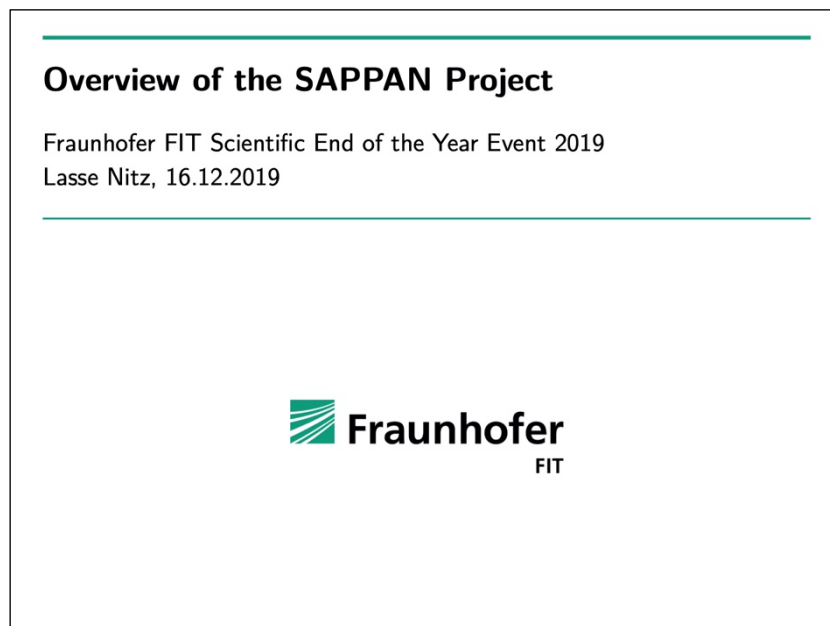 Overview of the SAPPAN Project
Fraunhofer FIT Scientific End of the Year Event 2019
Lasse Nitz, 16.12.2019
Fraunhofer
FIT